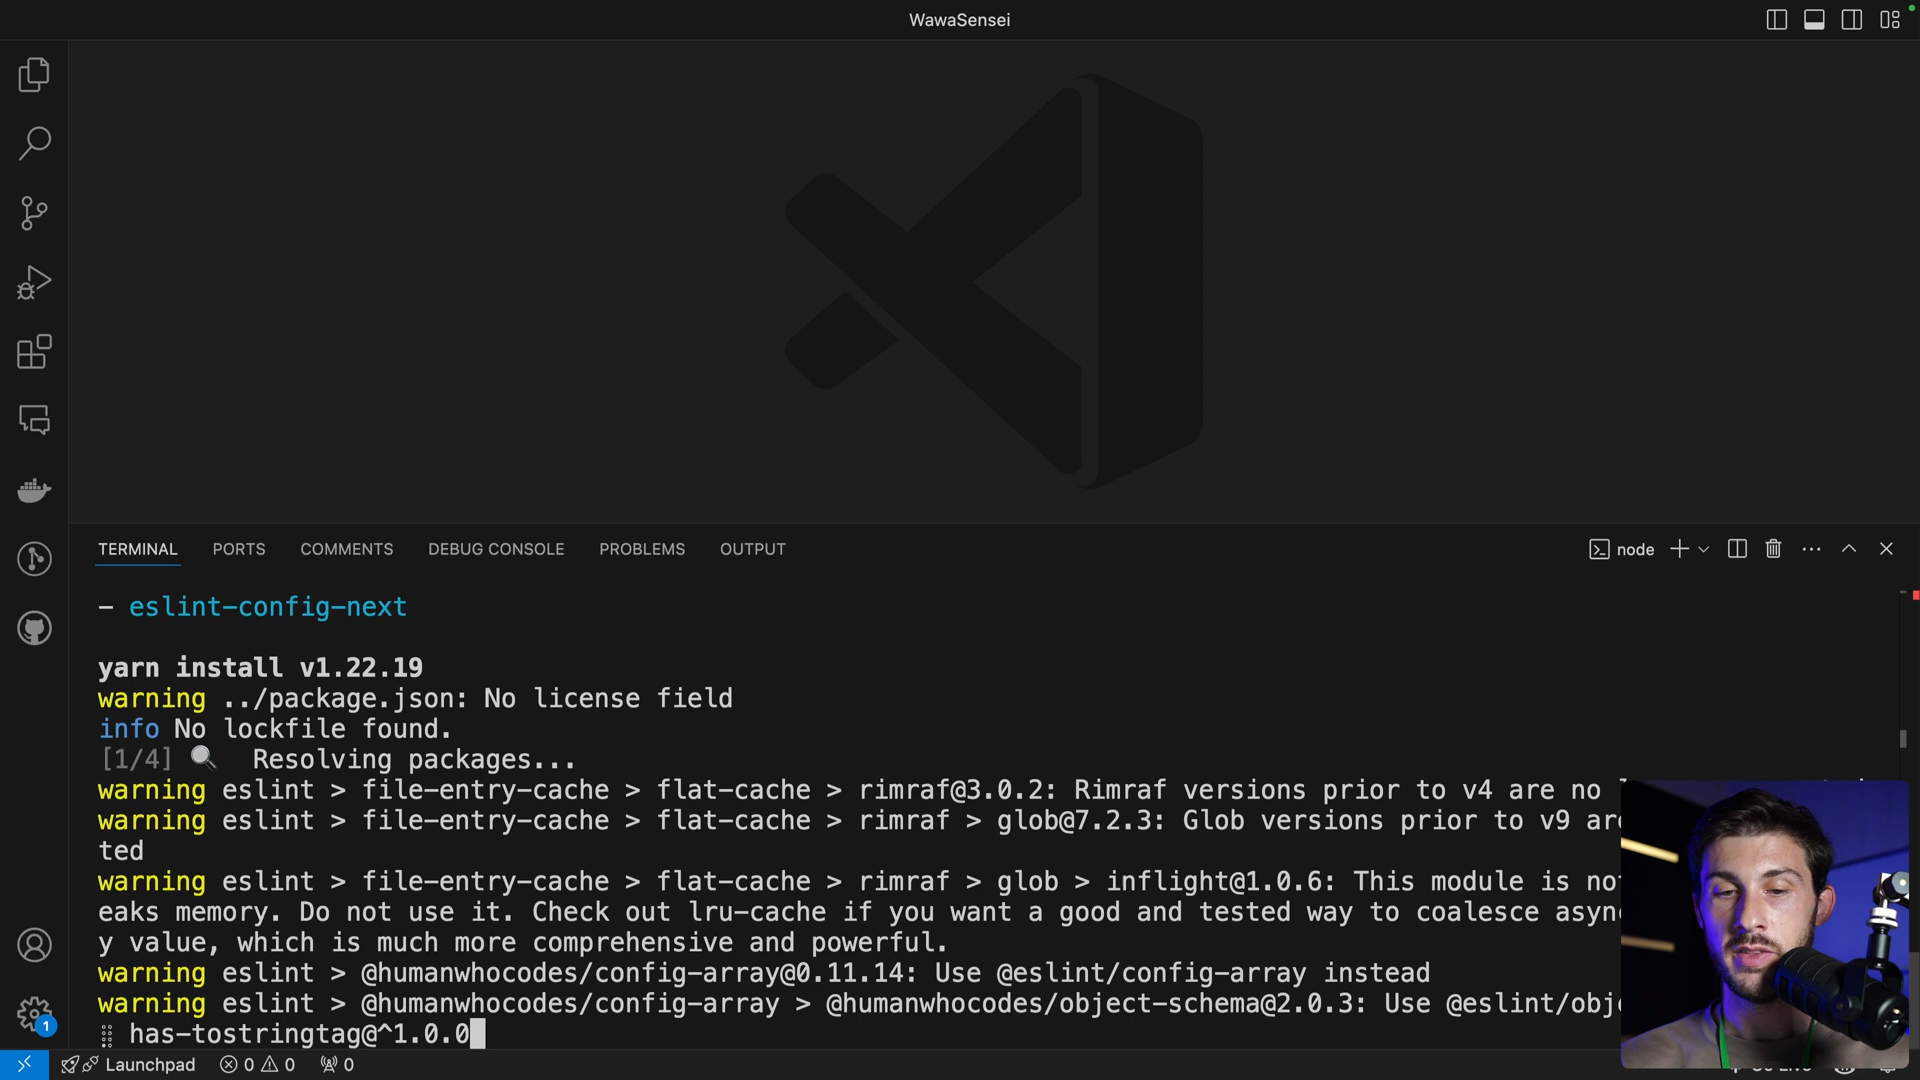 WawaSensei
TERMINAL PORTS COMMENTS DEBUG CONSOLE PROBLEMS OUTPUT
node
— eslint-config-next
yarn install v1.22.19
warning ../package.json: No license field
info No lockfile found.
[1/4] Resolving packages...
warning eslint > file-entry-cache > flat-cache > rimraf@3.0.2: Rimraf versions prior to v4 are no
warning eslint > file-entry-cache > flat-cache > rimraf > glob@7.2.3: Glob versions prior to v9
ted
warning eslint > file-entry-cache > flat-cache > rimraf > glob > inflight@1.0.6: This module is
eaks memory. Do not use it. Check out lru-cache if you want a good and tested way to coalesce
y value, which is much more comprehensive and powerful.
warning eslint > @humanwhocodes/config-array@0.11.14: Use @eslint/config-array instead
warning eslint > @humanwhocodes/config-array > @humanwhocodes/object-schema@2.0.3: Use
has-tostringtag@^1.0.0
1
Launchpad 0 0 0